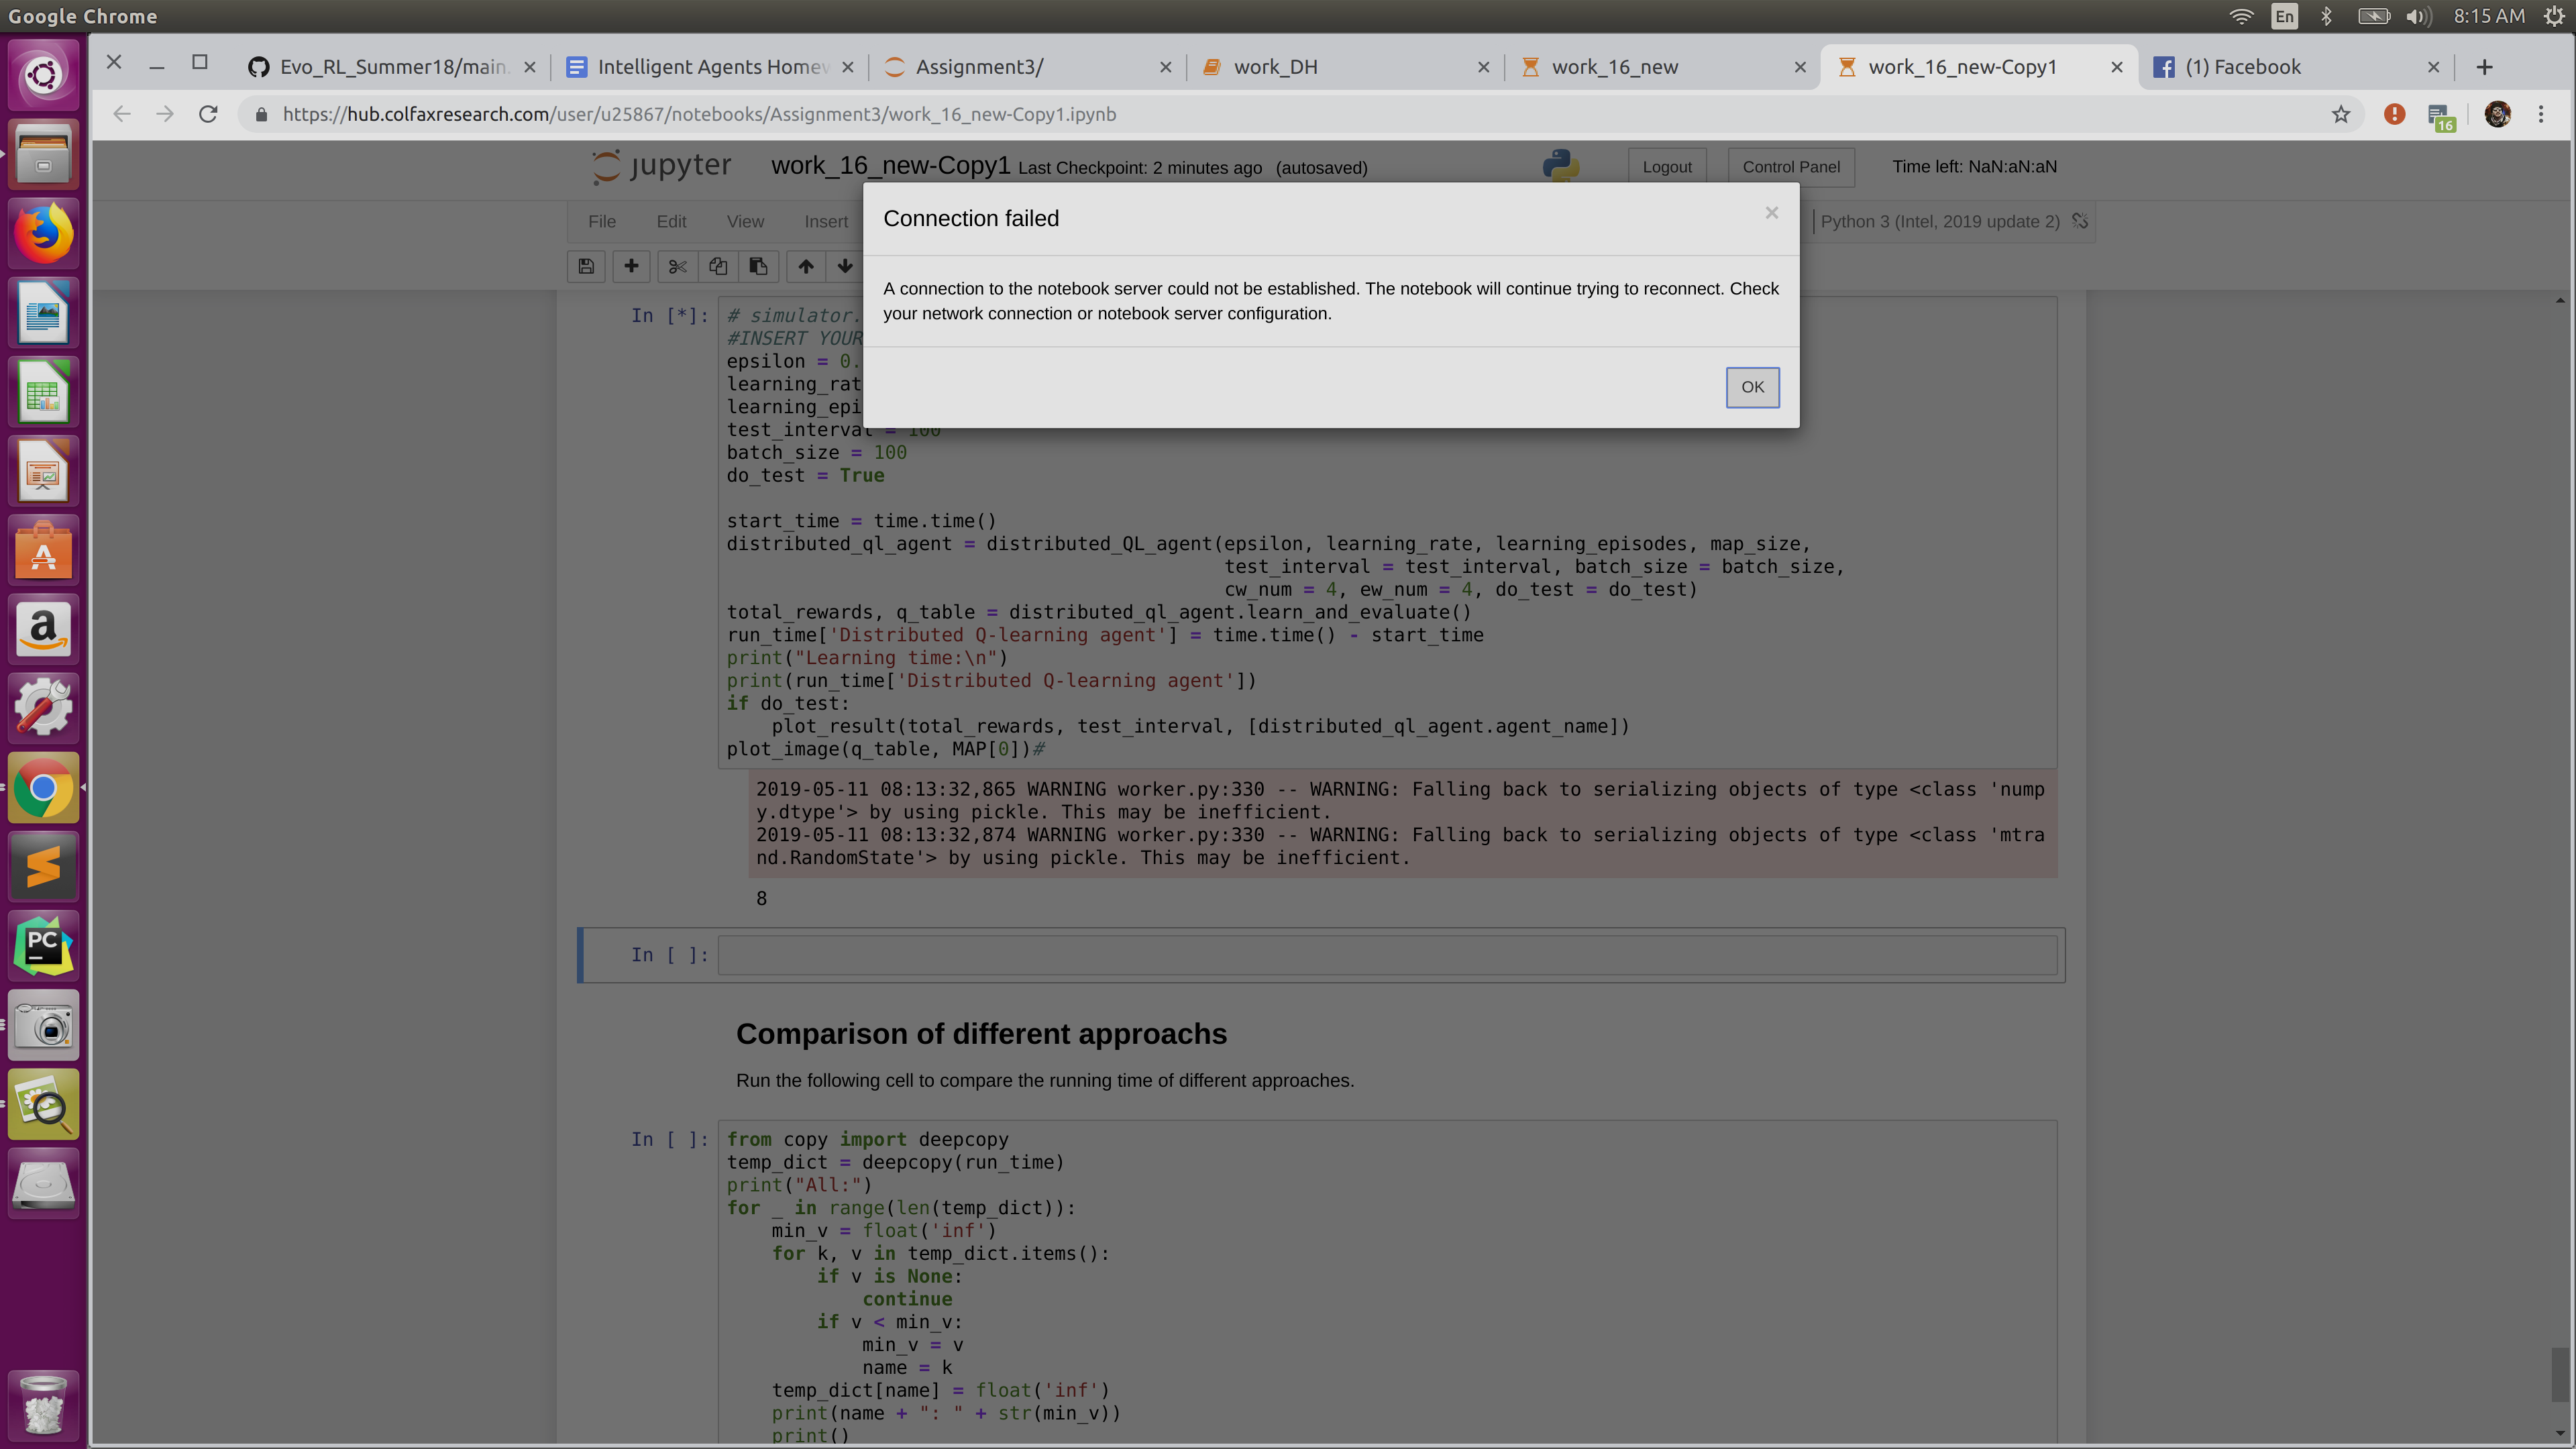 Google Chrome
En
8:15 AM
Evo_RL_Summer18/main.
Intelligent Agents Homew
Assignment3/
work_DH
work_16_new
work_16_new-Copy1
(1) Facebook
https://hub.colfaxresearch.com/user/u25867/notebooks/Assignment3/work_16_new-Copy1.ipynb
16
jupyter
work_16_new-Copy1 Last Checkpoint: 2 minutes ago (autosaved)
Logout
Control Panel
Time left: NaN:aN:aN
File
Edit
View
Insert
Python 3 (Intel, 2019 update 2)
Connection failed
A connection to the notebook server could not be established. The notebook will continue trying to reconnect. Check
your network connection or notebook server configuration.
OK
In [*]:
# simulator.
#INSERT YOUR
epsilon = 0.
learning_rat
learning_epi
test_interval = 100
batch_size = 100
do_test = True
start_time = time.time()
distributed_ql_agent = distributed_QL_agent(epsilon, learning_rate, learning_episodes, map_size,
test_interval = test_interval, batch_size = batch_size,
cw_num = 4, ew_num = 4, do_test = do_test)
total_rewards, q_table = distributed_ql_agent.learn_and_evaluate()
run_time['Distributed Q-learning agent'] = time.time() - start_time
print("Learning time:\n")
print(run_time['Distributed Q-learning agent'])
if do_test:
plot_result(total_rewards, test_interval, [distributed_ql_agent.agent_name])
plot_image(q_table, MAP[0])#
2019-05-11 08:13:32,865 WARNING worker.py:330 -- WARNING: Falling back to serializing objects of type <class 'nump
y.dtype'> by using pickle. This may be inefficient.
2019-05-11 08:13:32,874 WARNING worker.py:330 -- WARNING: Falling back to serializing objects of type <class 'mtra
nd.RandomState'> by using pickle. This may be inefficient.
8
In [ ]:
Comparison of different approachs
Run the following cell to compare the running time of different approaches.
In [ ]:
from copy import deepcopy
temp_dict = deepcopy(run_time)
print("All:")
for _ in range(len(temp_dict)):
min_v = float('inf')
for k, v in temp_dict.items():
if v is None:
continue
if v < min_v:
min_v = v
name = k
temp_dict[name] = float('inf')
print(name + ": " + str(min_v))
print()